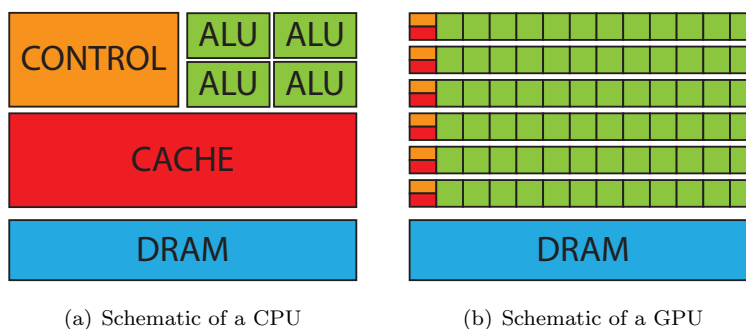 CONTROL
ALU ALU
ALU ALU
CACHE
DRAM
DRAM
(a) Schematic of a CPU
(b) Schematic of a GPU